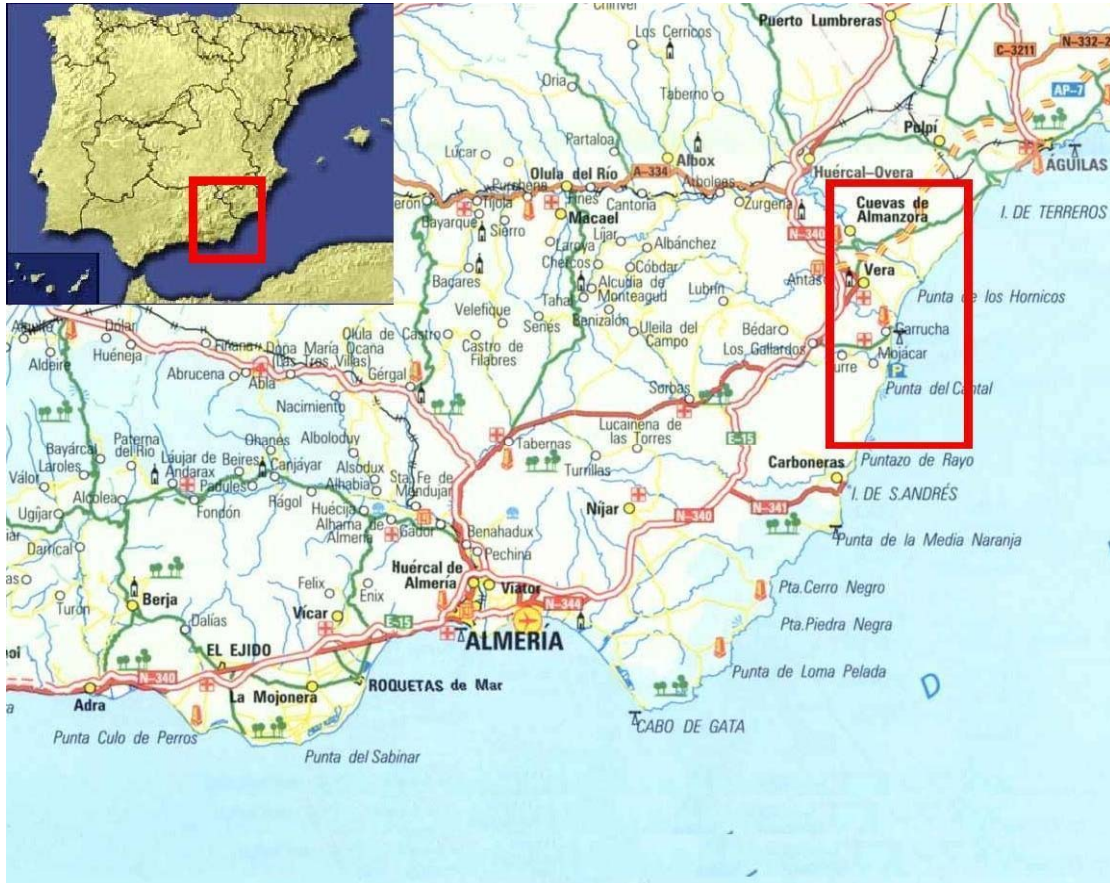 Chirivel
Los Cerricos
Puerto Lumbreras
C-3211
N-332-2
AP-7
Oria
Taberno
Partaloa
Pulpí
ÁGUILAS
Lúcar
Albox
Huércal-Overa
Olula del Río
A-334
Purchena
Fines
Arboleas
Tíjola
Cantoria
Zurgena
Bayarque
Macael
Cuevas de
Almanzora
I. DE TERREROS
Sierro
Líjar
N-340
Laroya
Albánchez
Chercos
Cóbdar
Antas
Vera
Bacares
Alcudia de
Monteagud
Lubrín
Punta de los Hornicos
Tahal
Velefique
Benizalón
Senés
Uleila del
Campo
Bédar
Garrucha
Dólar
Olula de Castro
Castro de
Filabres
Los Gallardos
Mojácar
Huéneja
Fiñana
Doña María Ocaña
(Las Tres Villas)
Turre
Aldeire
Abrucena
Abla
Gérgal
Sorbas
P
Punta del Cantal
Nacimiento
Lucainena de
las Torres
E-15
Paterna
del Río
Ohanes
Alboloduy
Tabernas
Bayárcal
Laroles
Láujar de
Andarax
Beires
Canjáyar
Alsodux
Alhabia
Sta. Fe de
Mondújar
Turrillas
Carboneras
Puntazo de Rayo
Válor
Padules
Alcolea
Fondón
Rágol
Huécija
Níjar
N-340
N-341
I. DE S.ANDRÉS
Ugíjar
Alhama de
Almería
Gador
Benahadux
Punta de la Media Naranja
Darrical
Pechina
Huércal de
Almería
Viator
Felix
Enix
Pta.Cerro Negro
Turón
Berja
Vícar
E-15
N-344
Dalías
ALMERÍA
Pta.Piedra Negra
EL EJIDO
Punta de Loma Pelada
N-340
La Mojonera
ROQUETAS de Mar
Adra
D
CABO DE GATA
Punta Culo de Perros
Punta del Sabinar